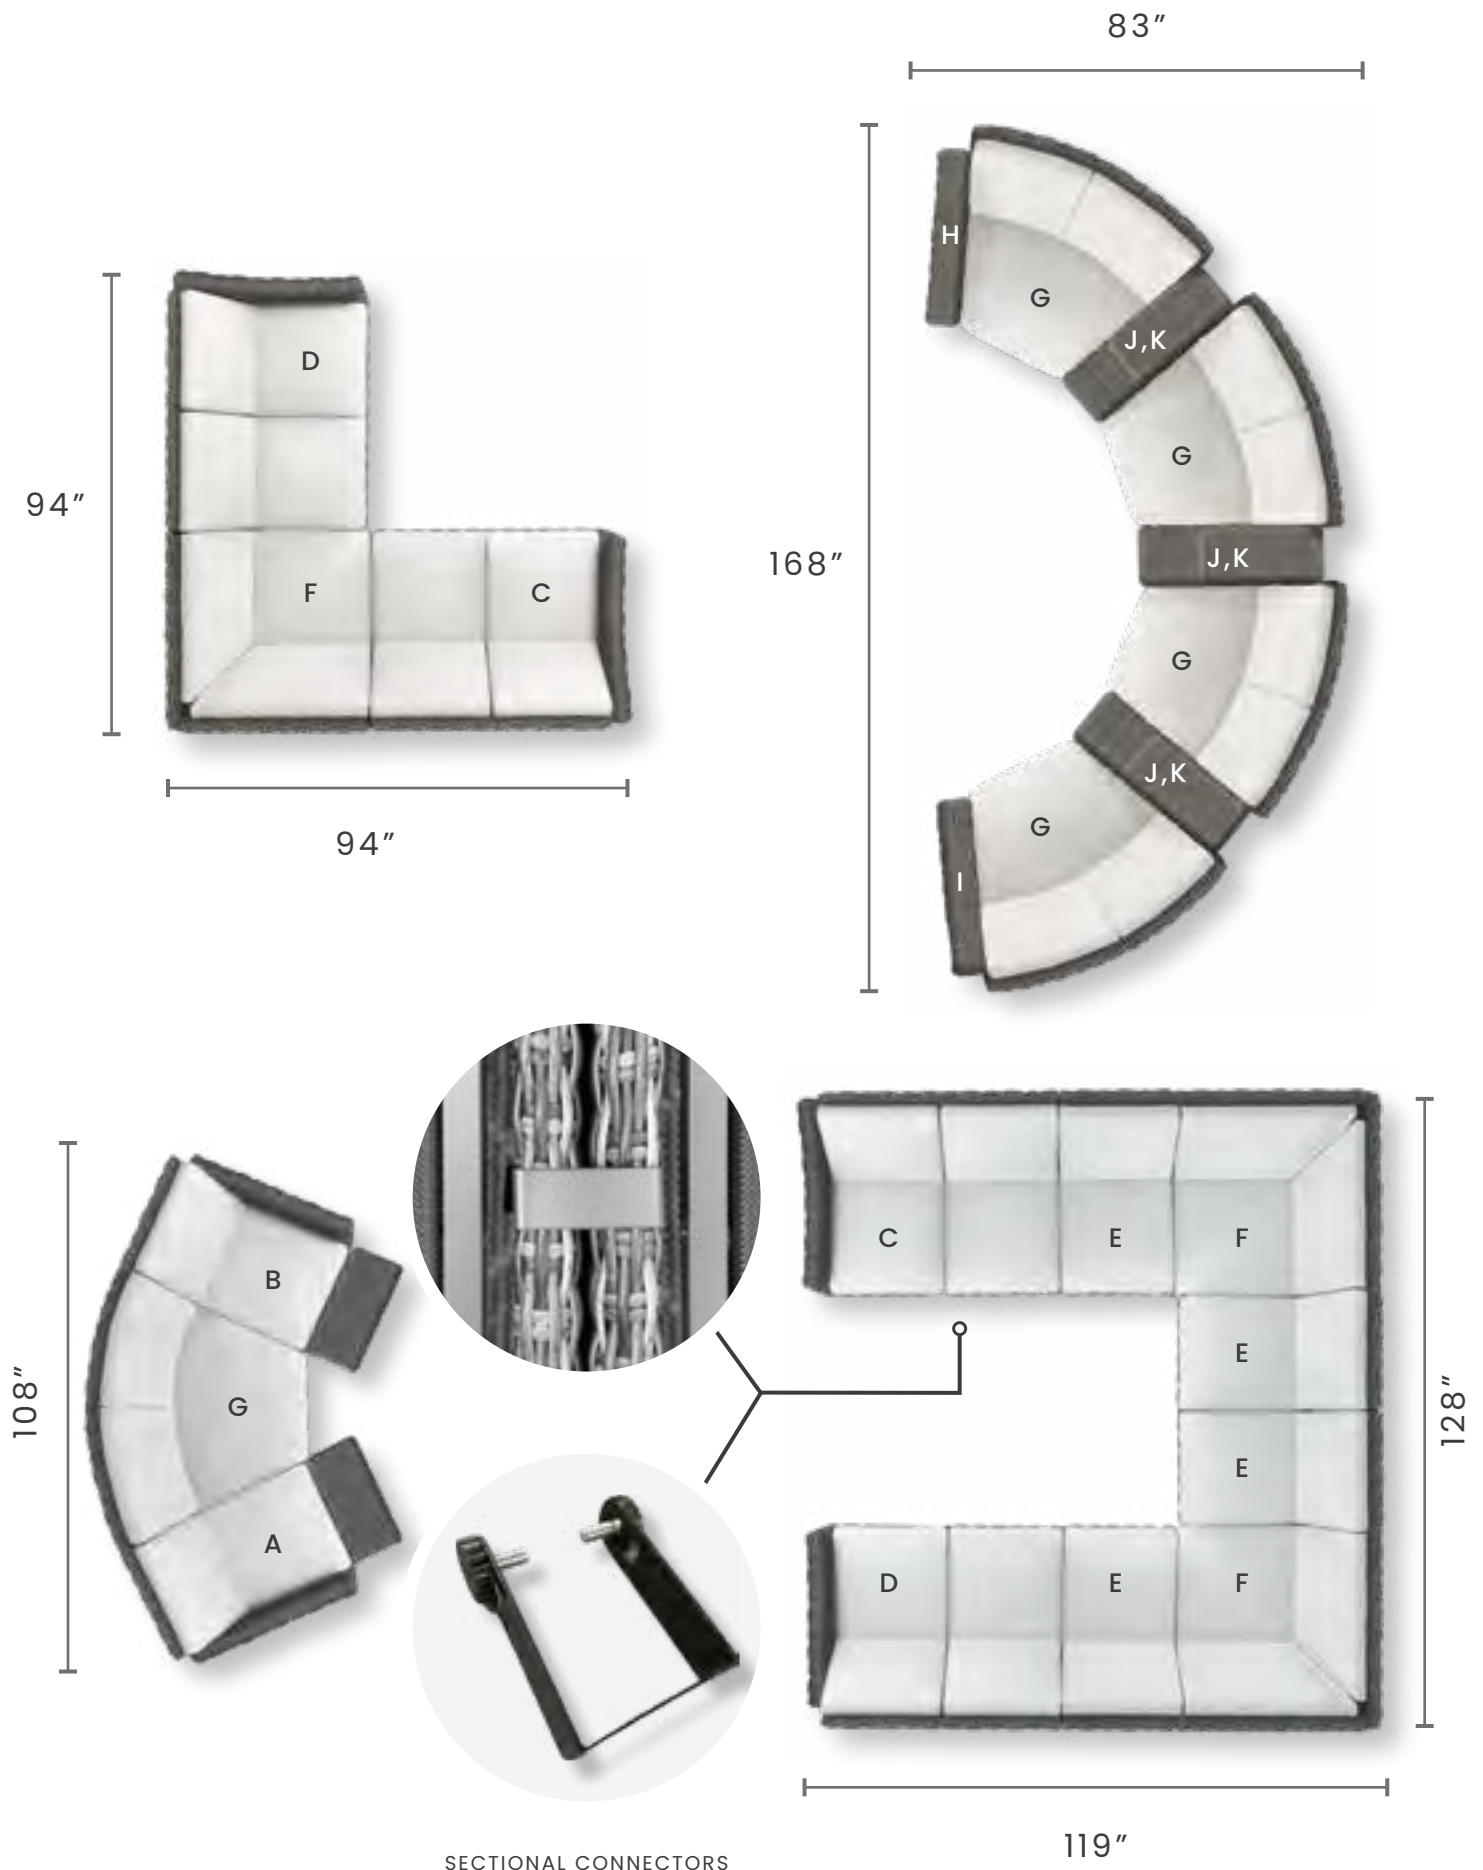 83”
H
G
J,K
G
168”
J,K
G
J,K
G
I
94”
D
F
C
94”
108”
B
G
A
C
E
F
E
E
D
E
F
128”
119”
SECTIONAL CONNECTORS